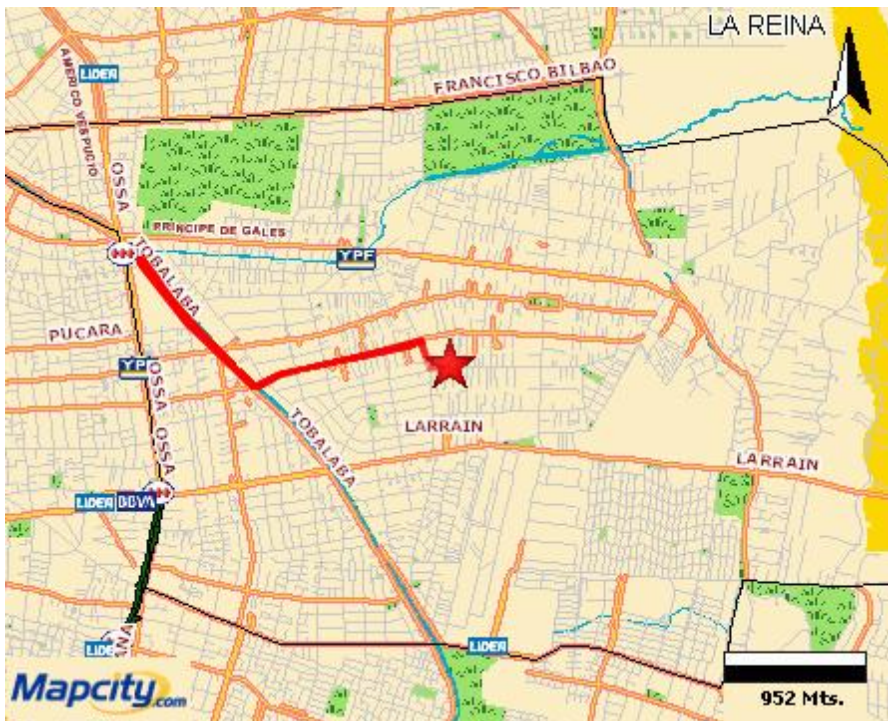 LA REINA
FRANCISCO BILBAO
LIDER
AMERICO VESPUCIO
OSSA
PRINCIPE DE GALES
TOBALABA
YPF
PUCARA
YPF
OSSA
OSSA
TOBALABA
LARRAIN
LARRAIN
LIDER
BBVA
LIDER
Mapcity.com
952 Mts.